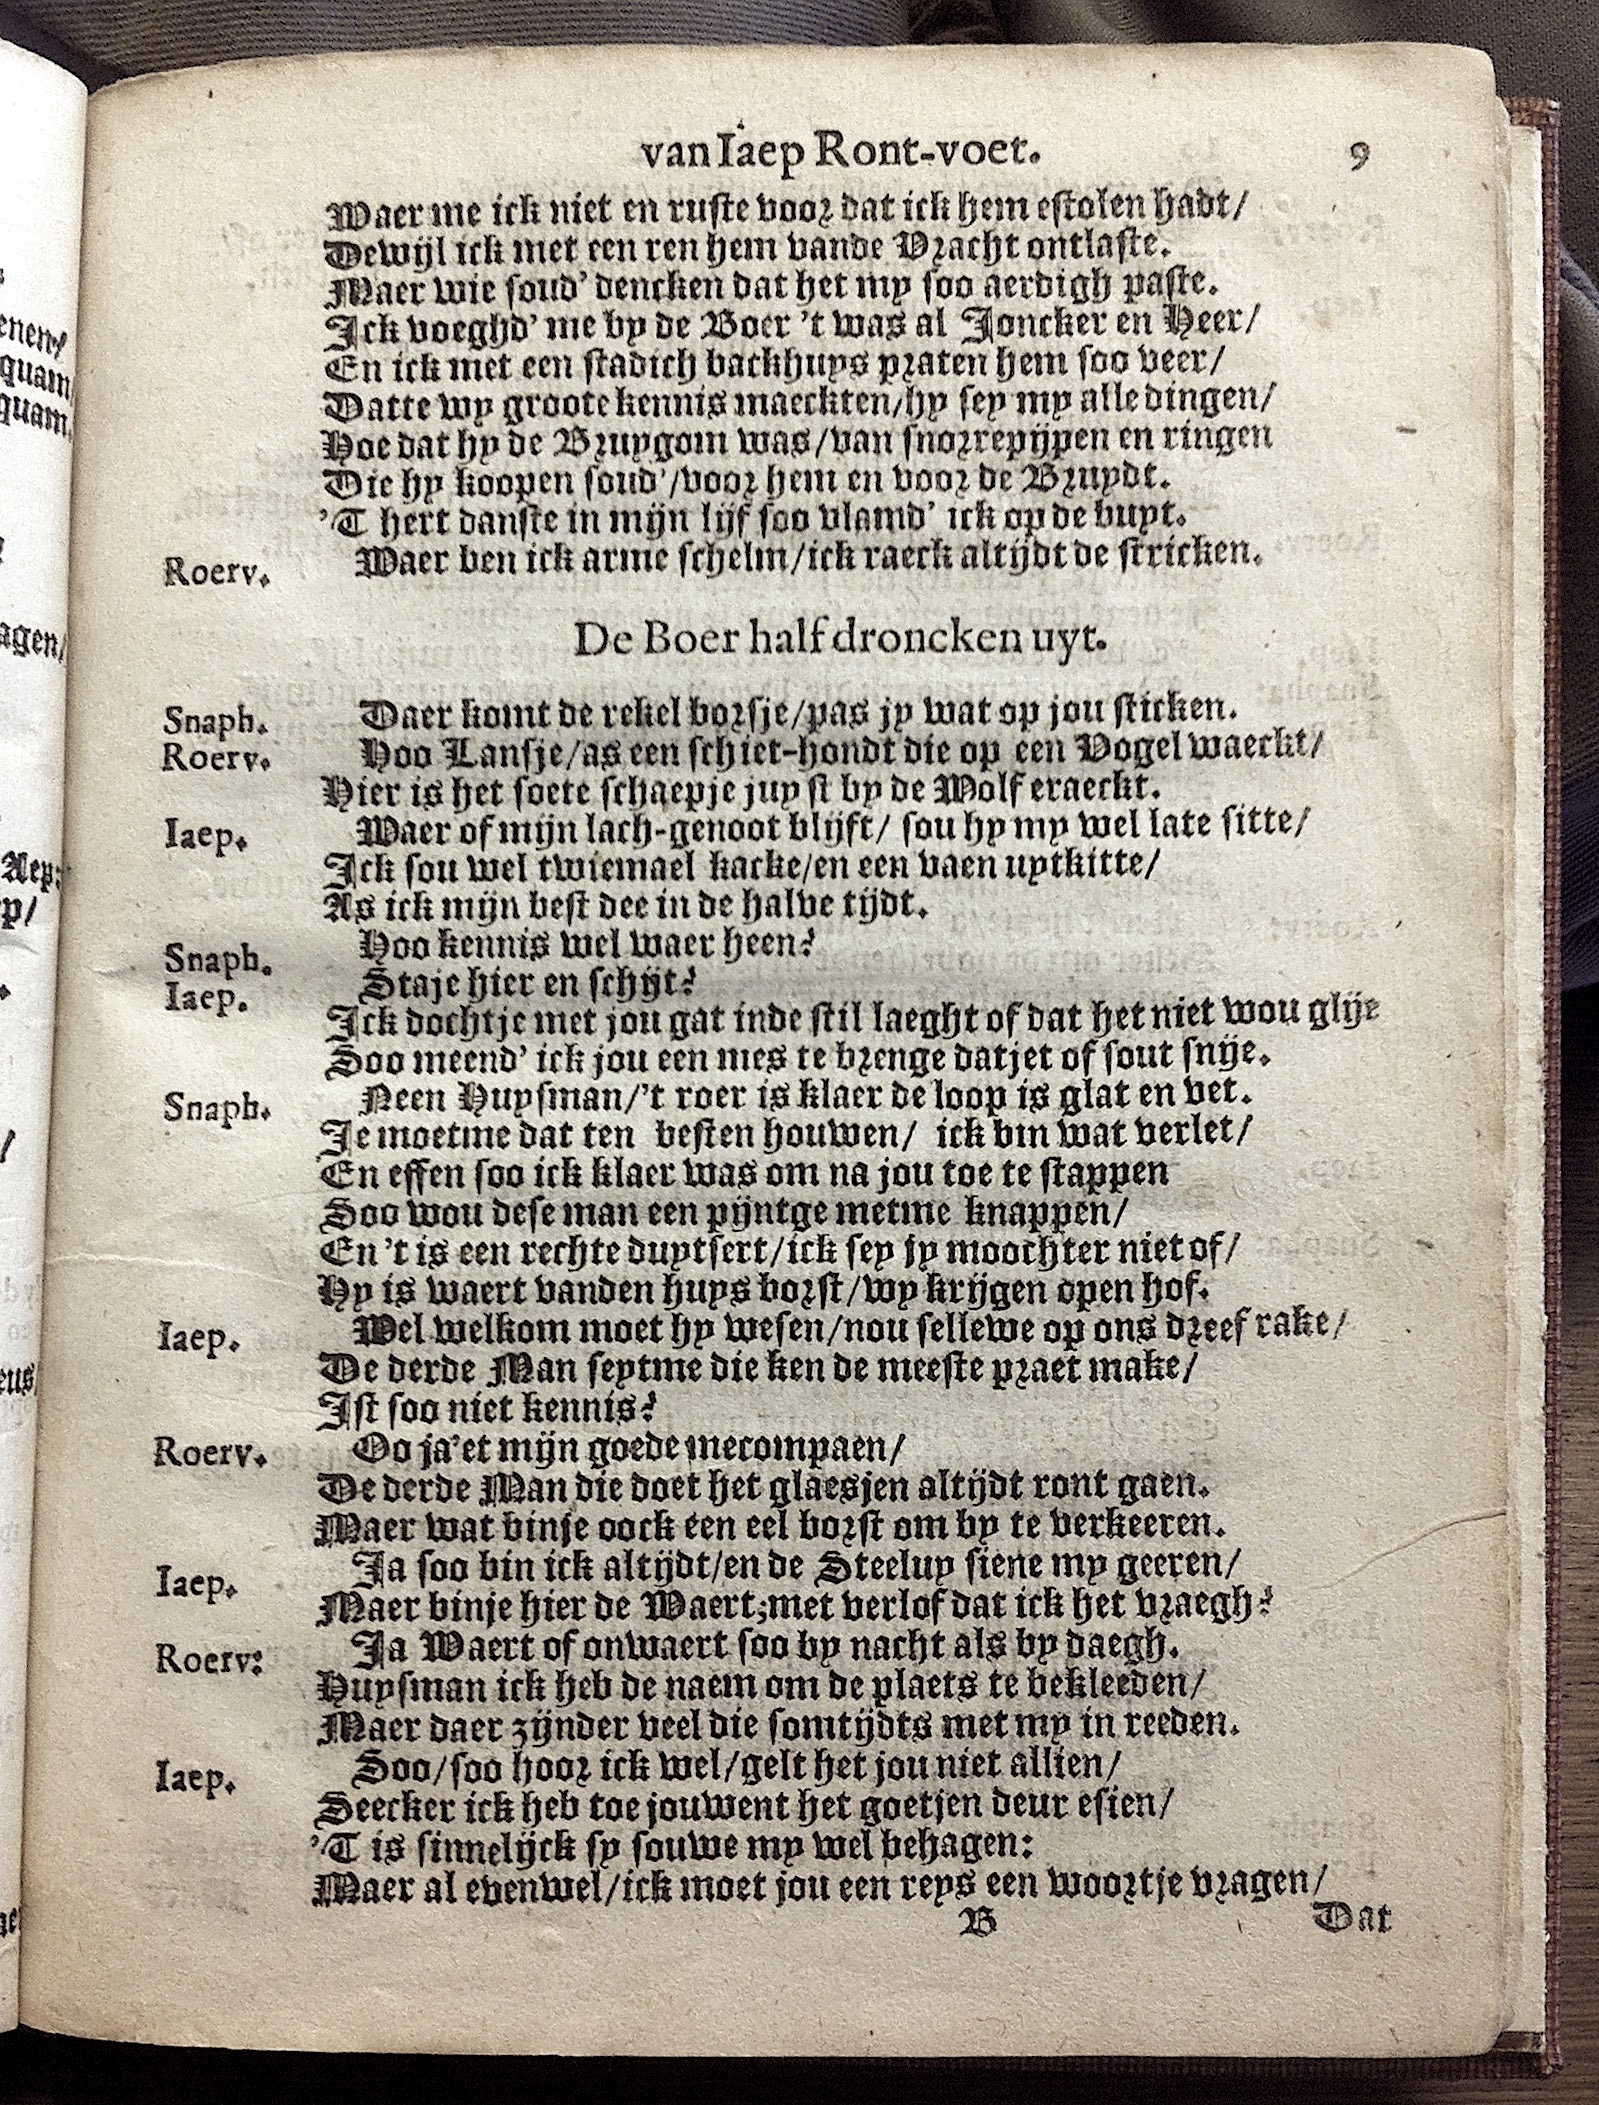 van Iaep Ront-voet. 9
Waer me ick niet en ruste voor dat ick hem estolen hadt/
Dewijl ick met een ren hem vande Vracht ontlaste.
Maer wie soud' dencken dat het my soo aerdigh paste.
Ick voeghd' me by de Boer 't was al Joncker en Heer/
En ick met een stadich backhuys praten hem soo veer/
Datte wy groote kennis maeckten/hy sey my alle dingen/
Hoe dat hy de Bruygom was/van snorrepijpen en ringen
Die hy koopen soud'/voor hem en voor de Bruydt.
'T hert danste in mijn lijf soo vlamd' ick op de buyt.
Roerv. Waer ben ick arme schelm/ick raeck altijdt de stricken.
De Boer half droncken uyt.
Snaph. Daer komt de rekel borsje/pas jy wat op jou sticken.
Roerv. Hoo Lansje/as een schiet-hondt die op een Vogel waeckt/
Hier is het soete schaepje juyst by de Wolf eraeckt.
Iaep. Waer of mijn lach-genoot blijft/ sou hy my wel late sitte/
Ick sou wel twiemael kacke/en een vaen uytkitte/
As ick mijn best dee in de halve tijdt.
Snaph. Hoo kennis wel waer heen?
Iaep. Staje hier en schijt?
Ick dochtje met jou gat inde stil laeght of dat het niet wou glije
Soo meend' ick jou een mes te brenge datjet of sout snije.
Snaph. Neen Huysman/'t roer is klaer de loop is glat en vet.
Je moetme dat ten besten houwen/ ick bin wat verlet/
En effen soo ick klaer was om na jou toe te stappen
Soo wou dese man een pijntge metme knappen/
En 't is een rechte duytsert/ick sey jy moochter niet of/
Hy is waert vanden huys borst/wy krijgen open hof.
Iaep. Wel welkom moet hy wesen/nou sellewe op ons dreef rake/
De derde Man seytme die ken de meeste praet make/
Ist soo niet kennis?
Roerv. Oo ja'et mijn goede mecompaen/
De derde Man die doet het glaesjen altijdt ront gaen.
Maer wat binje oock een eel borst om by te verkeeren.
Iaep. Ja soo bin ick altijdt/en de Steeluy siene my geeren/
Maer binje hier de Waert;met verlof dat ick het vraegh?
Roerv: Ja Waert of onwaert soo by nacht als by daegh.
Huysman ick heb de naem om de plaets te bekleeden/
Maer daer zijnder veel die somtijdts met my in reeden.
Iaep. Soo/soo hoor ick wel/gelt het jou niet allien/
Seecker ick heb toe jouwent het goetjen deur esien/
'T is sinnelijck sy souwe my wel behagen:
Maer al evenwel/ick moet jou een reys een woortje vragen/
B Dat